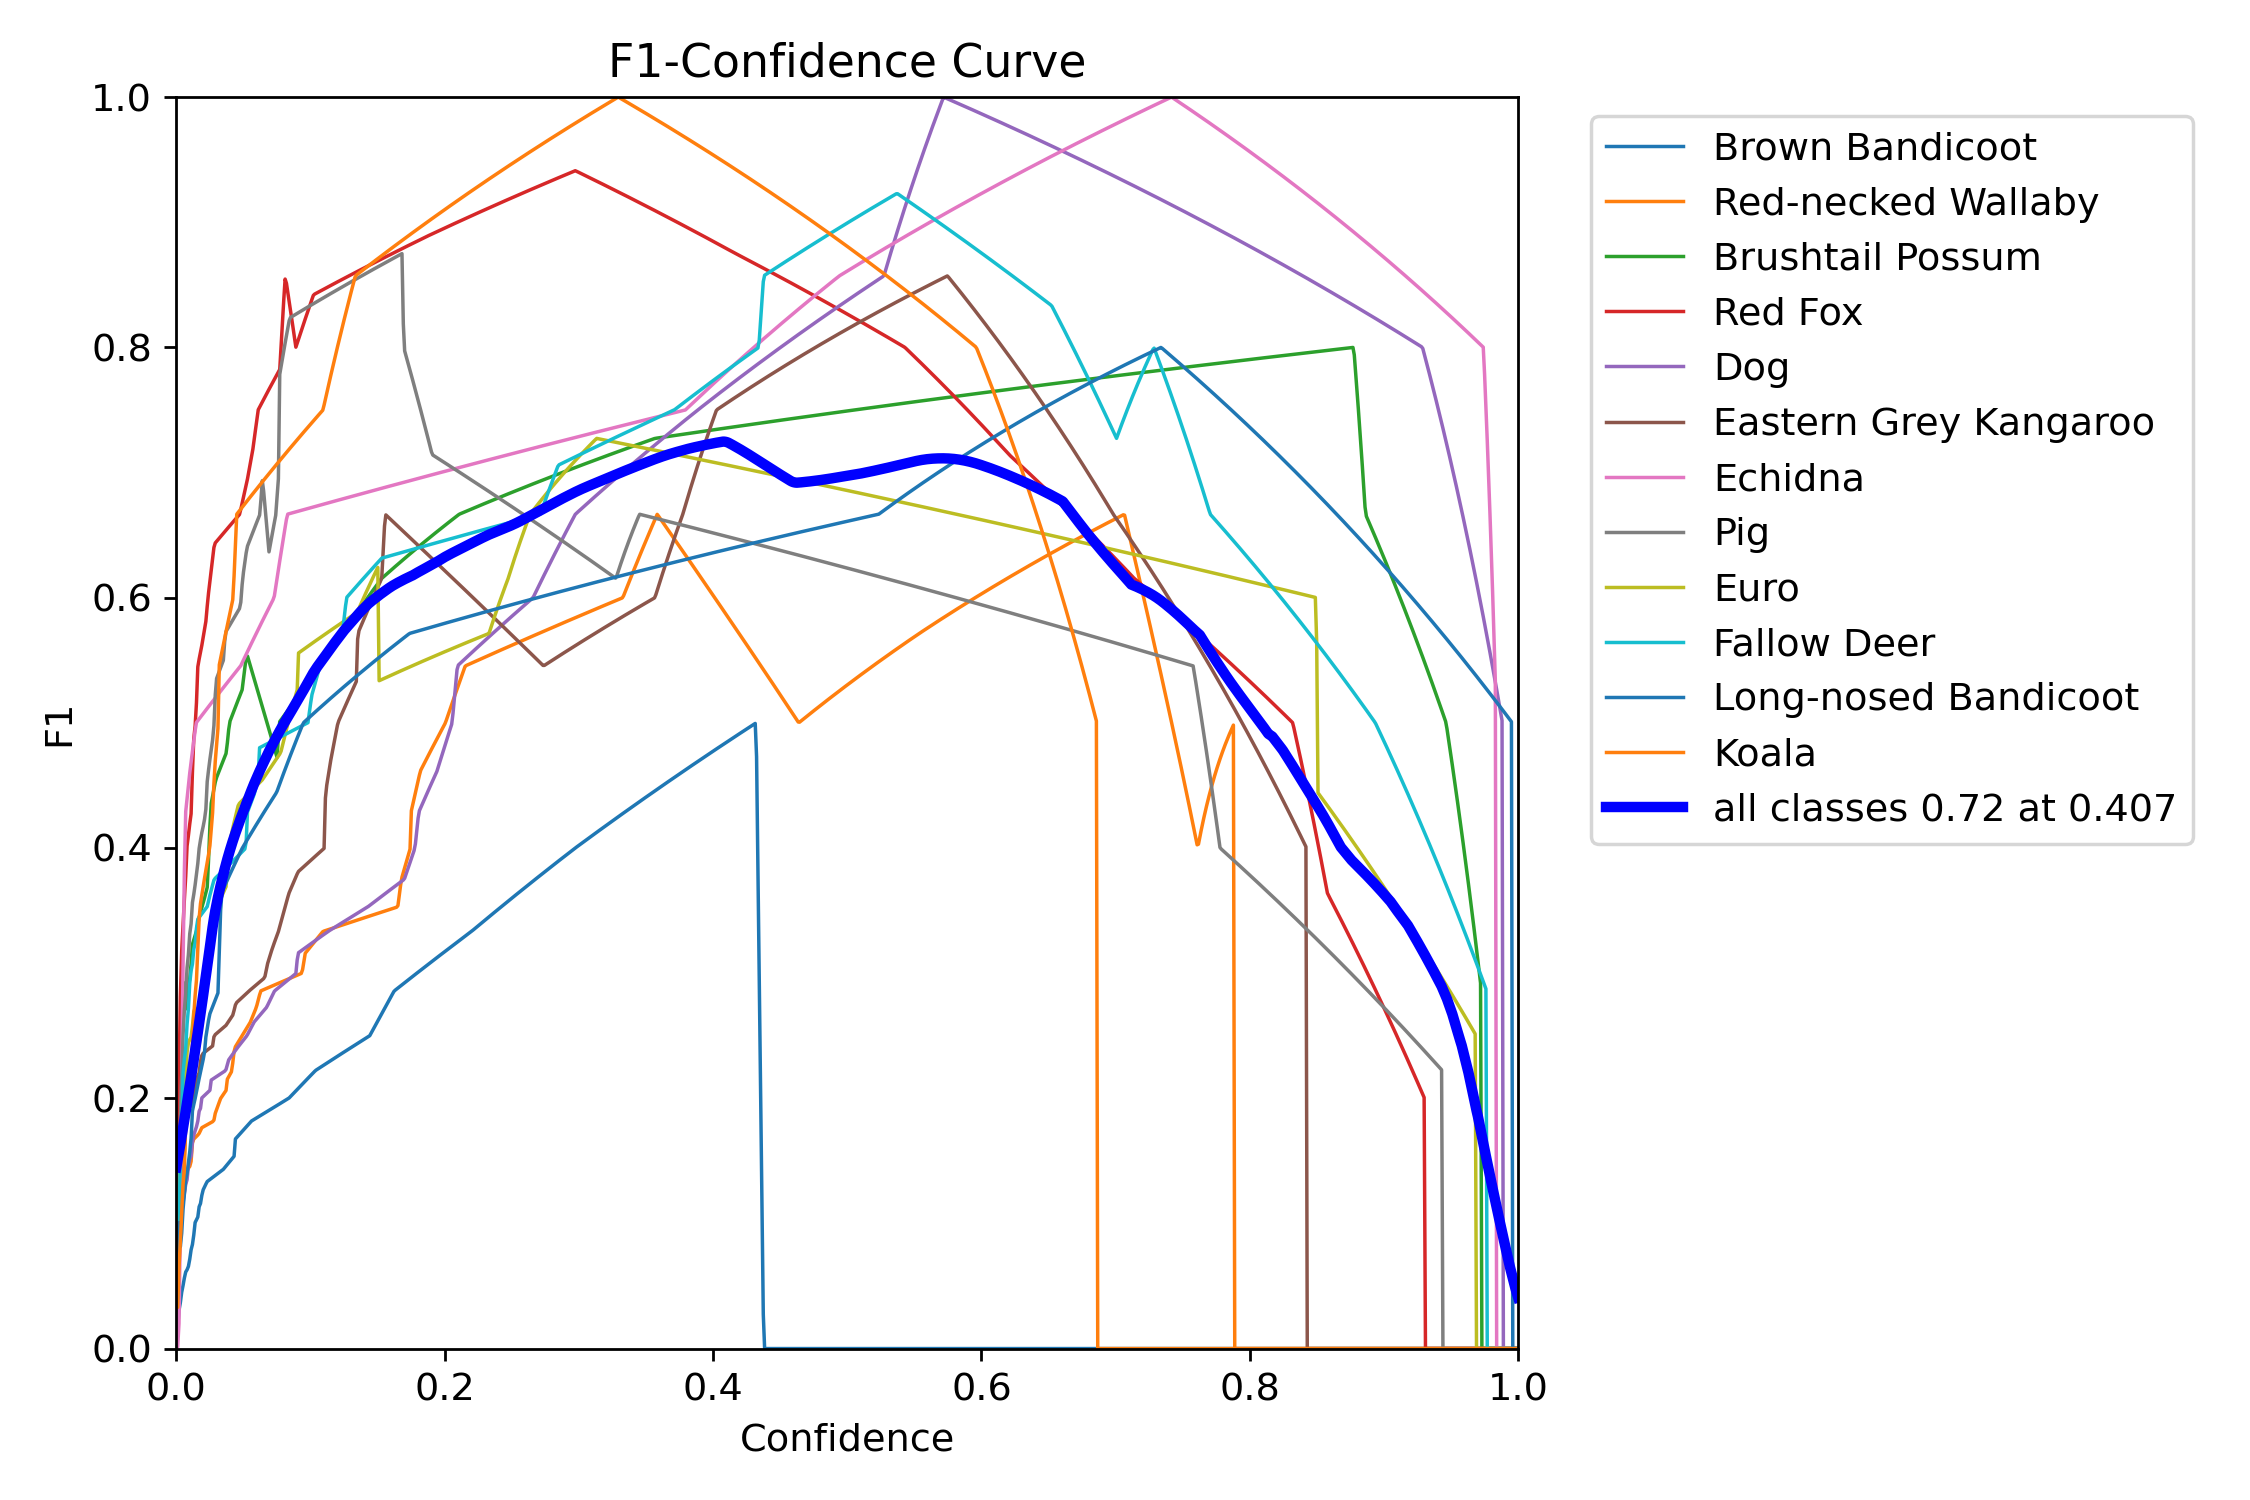 F1-Confidence Curve
1.0
0.8
0.6
0.4
0.2
0.0
F1
0.0 0.2 0.4 0.6 0.8 1.0
Confidence
Brown Bandicoot
Red-necked Wallaby
Brushtail Possum
Red Fox
Dog
Eastern Grey Kangaroo
Echidna
Pig
Euro
Fallow Deer
Long-nosed Bandicoot
Koala
all classes 0.72 at 0.407